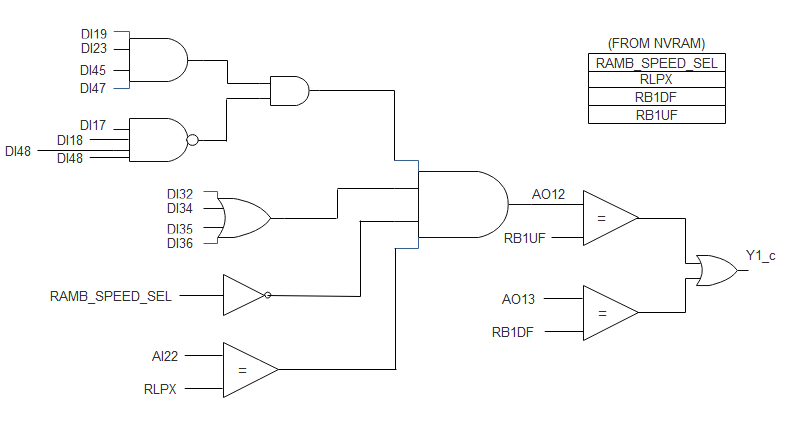 DI19
DI23
DI45
DI47
DI17
DI18
DI48
DI48
DI32
DI34
DI35
DI36
RAMB_SPEED_SEL
AI22
=
RLPX
(FROM NVRAM)
RAMB_SPEED_SEL
RLPX
RB1DF
RB1UF
AO12
=
RB1UF
Y1_c
AO13
=
RB1DF